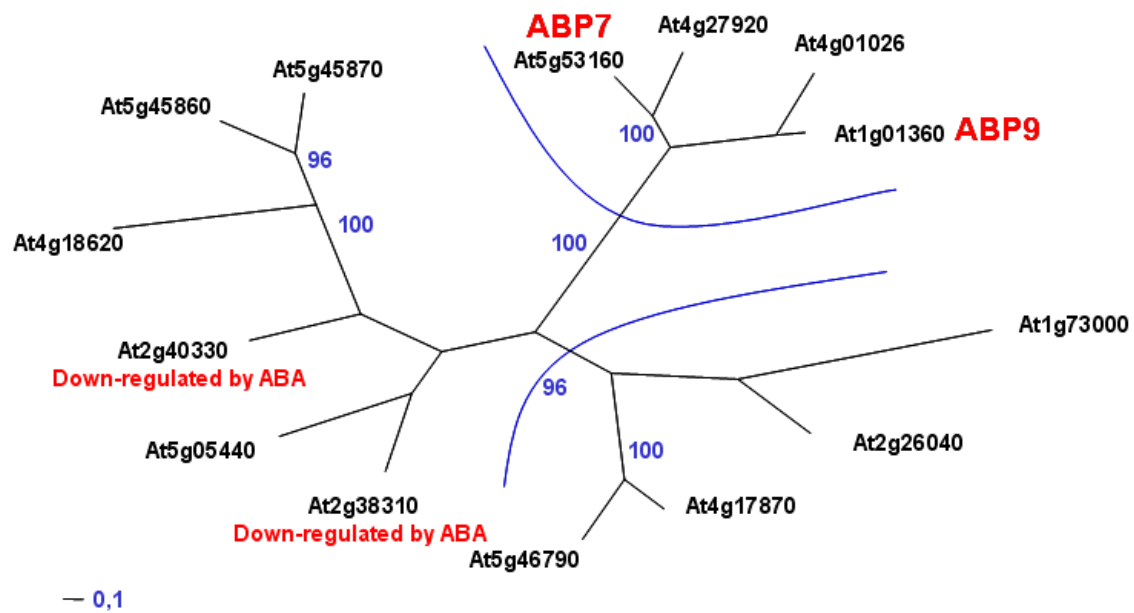 ABP7
At4g27920
At4g01026
At5g53160
At5g45870
At5g45860
100
At1g01360 ABP9
96
100
At4g18620
100
At1g73000
At2g40330
Down-regulated by ABA
96
At5g05440
100
At2g26040
At2g38310
At4g17870
Down-regulated by ABA
At5g46790
0,1